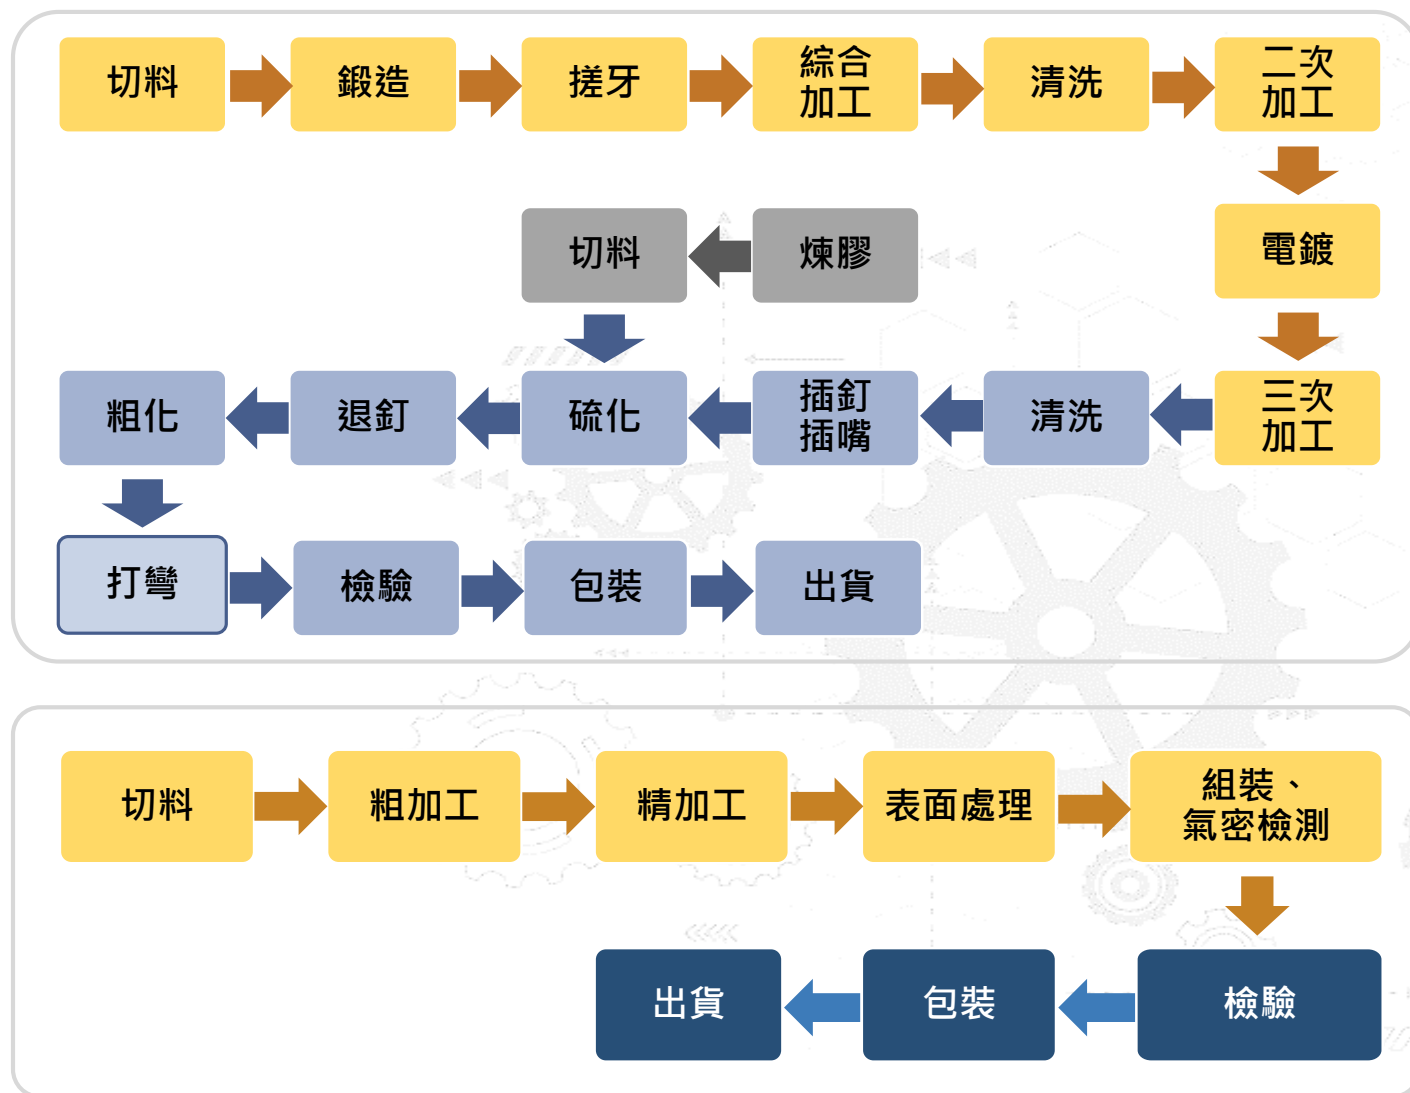 切料
鍛造
搓牙
綜合
加工
清洗
二次
加工
切料
煉膠
電鍍
粗化
退釘
硫化
插釘
插嘴
清洗
三次
加工
打彎
檢驗
包裝
出貨
切料
粗加工
精加工
表面處理
組裝、
氣密檢測
出貨
包裝
檢驗